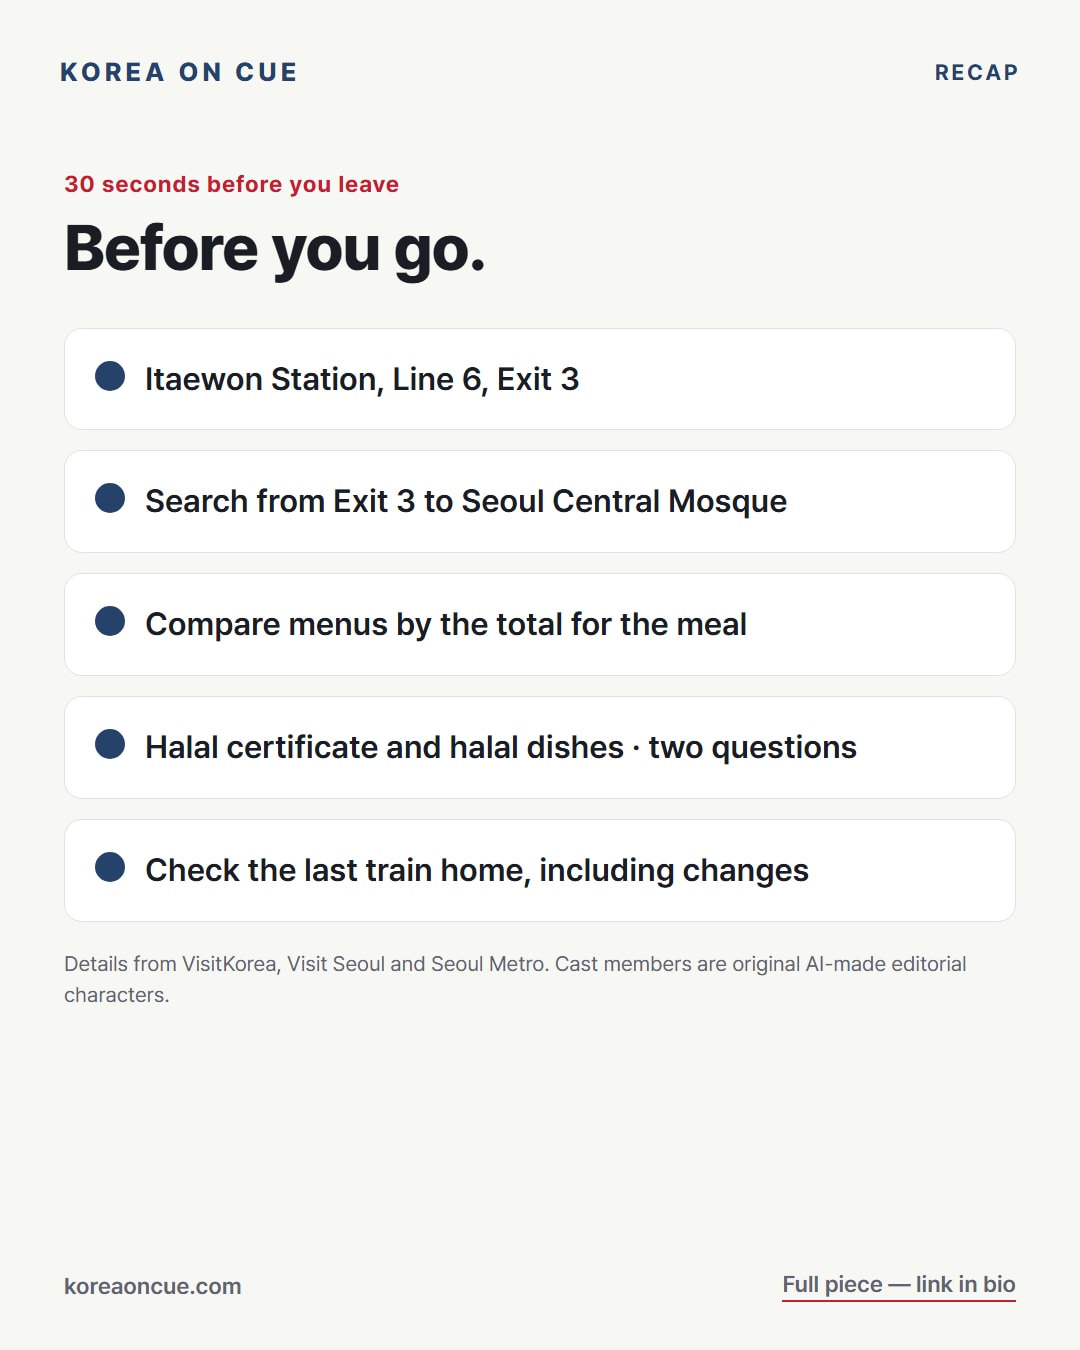 KOREA ON CUE
RECAP
30 seconds before you leave
Before you go.
Itaewon Station, Line 6, Exit 3
Search from Exit 3 to Seoul Central Mosque
Compare menus by the total for the meal
Halal certificate and halal dishes · two questions
Check the last train home, including changes
Details from VisitKorea, Visit Seoul and Seoul Metro. Cast members are original AI-made editorial
characters.
koreaoncue.com
Full piece — link in bio